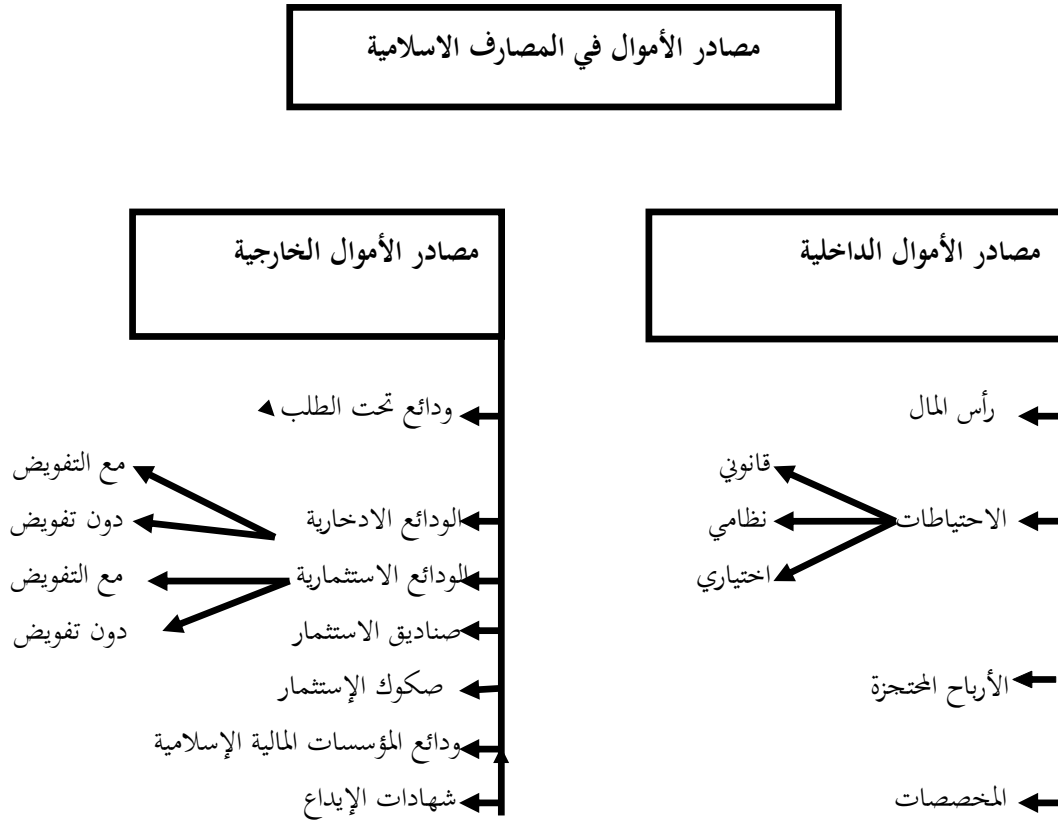 مصادر الأموال في المصارف الاسلامية
مصادر الأموال الداخلية
رأس المال
الاحتياطات
قانوني
نظامي
اختياري
الأرباح المحتجزة
المخصصات
مصادر الأموال الخارجية
ودائع تحت الطلب
الودائع الادخارية
مع التفويض
دون تفويض
الودائع الاستثمارية
مع التفويض
دون تفويض
صناديق الاستثمار
صكوك الإستثمار
ودائع المؤسسات المالية الإسلامية
شهادات الإيداع